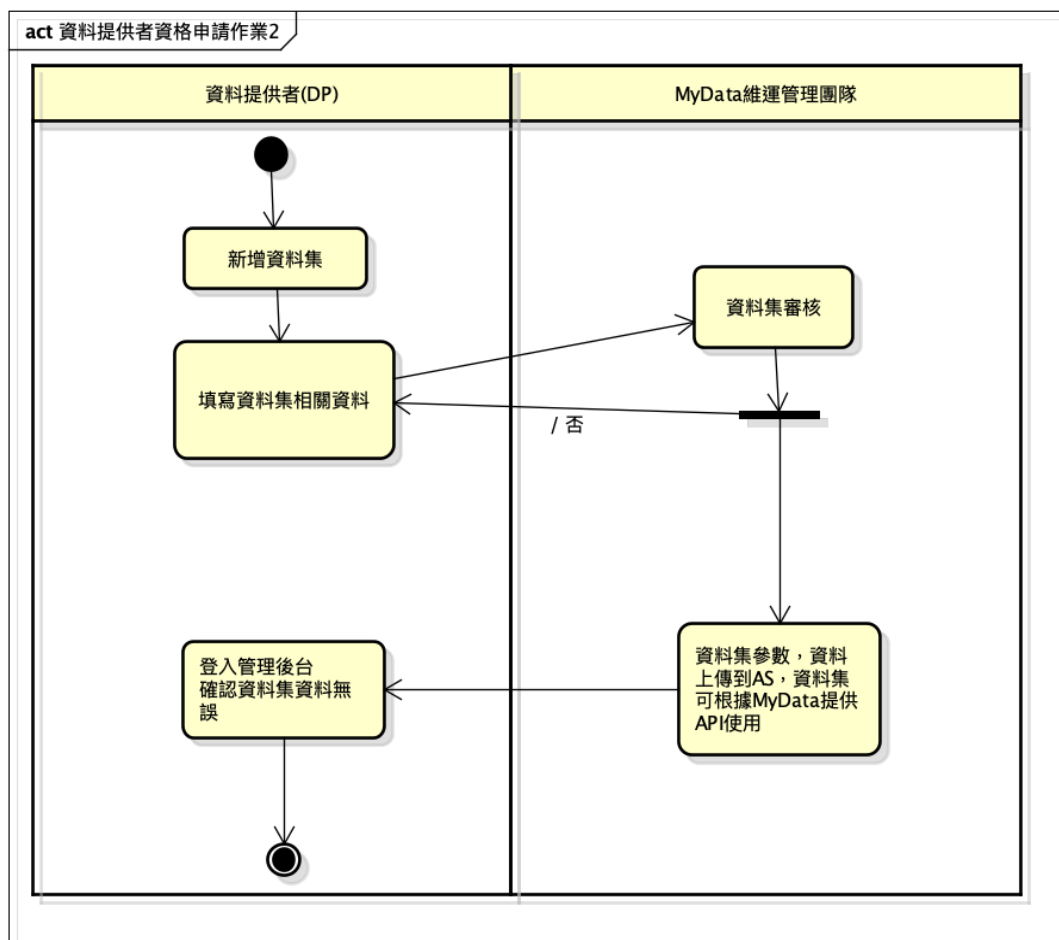 act 資料提供者資格申請作業2
資料提供者(DP)
MyData維運管理團隊
新增資料集
資料集審核
填寫資料集相關資料
/ 否
登入管理後台
確認資料集資料無
誤
資料集參數，資料
上傳到AS，資料集
可根據MyData提供
API使用